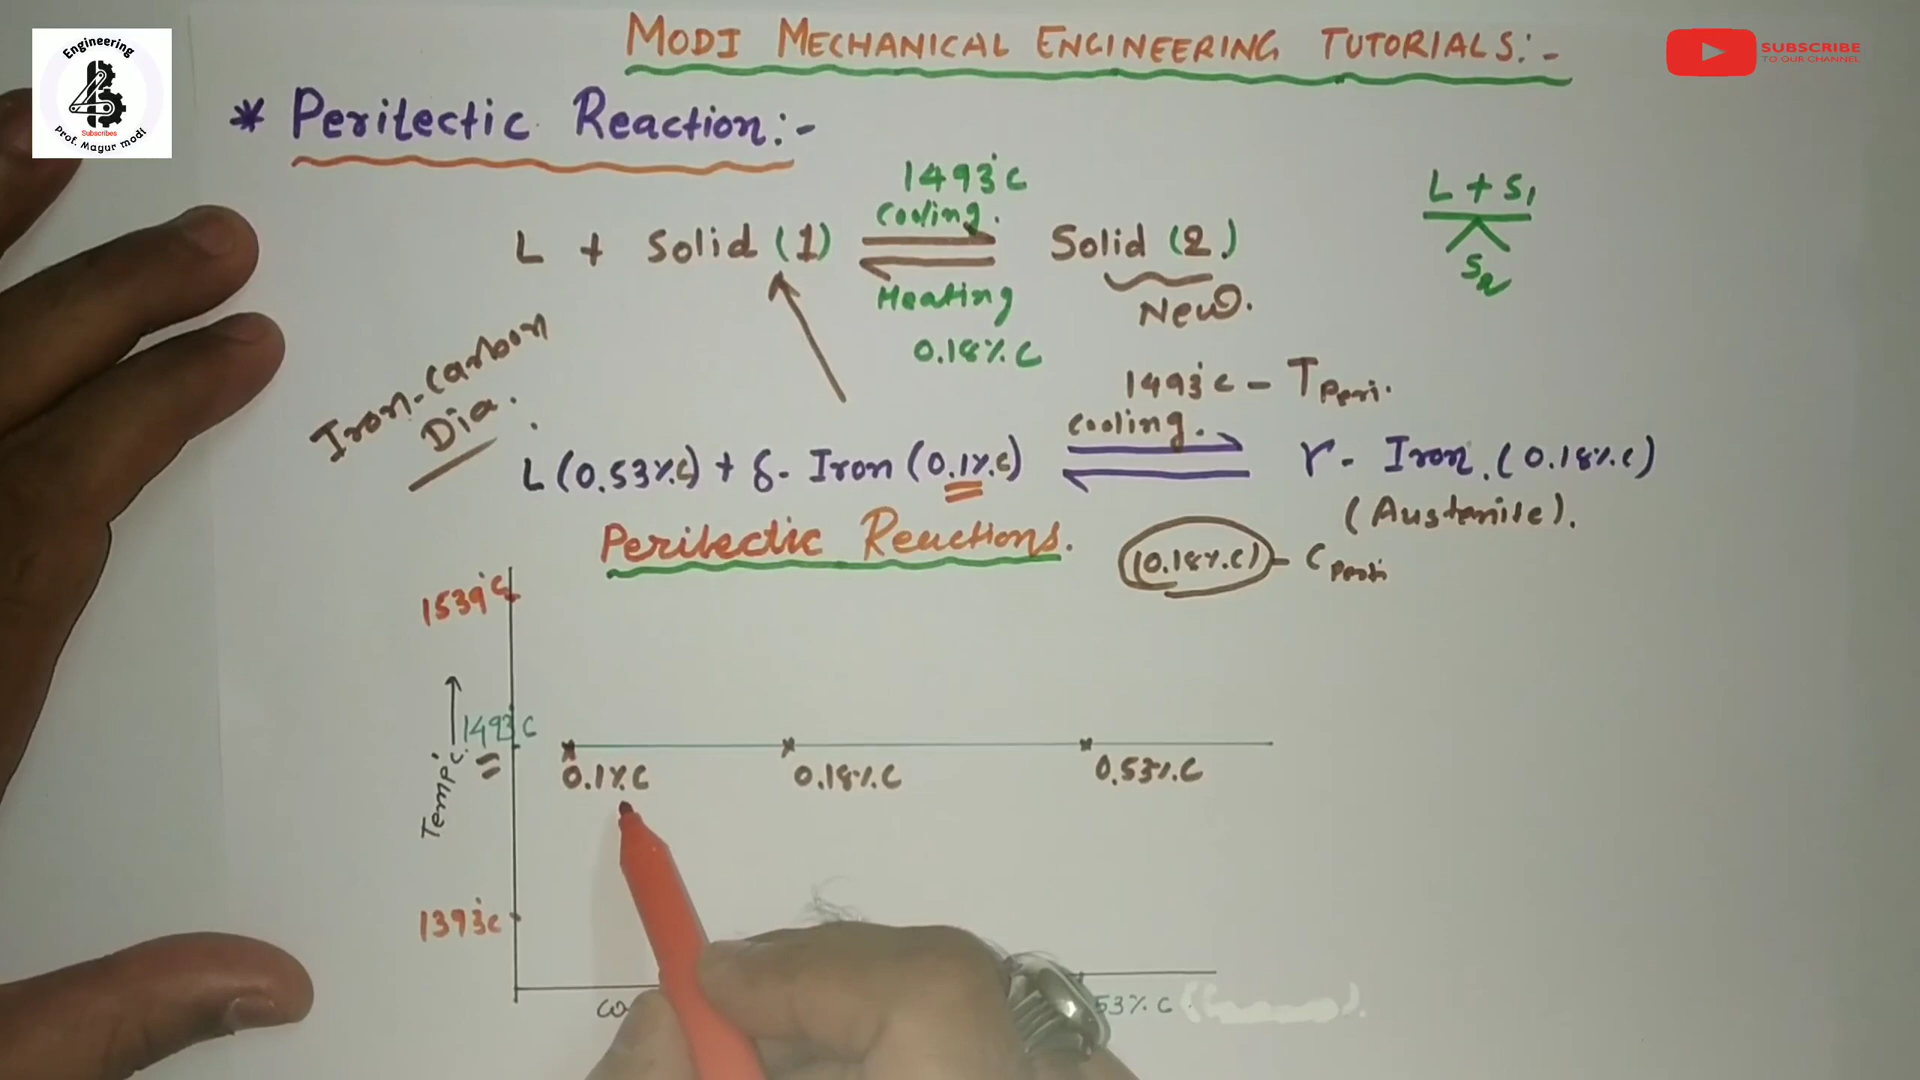 MODI MECHANICAL ENGINEERING TUTORIALS:-
SUBSCRIBE
TO OUR CHANNEL
Engineering
Subscribes
Prof. Mayur modi
* Peritectic Reaction:-
1493°C
Cooling.
L + Solid (1) Solid (2)
Heating
New.
0.18%.C
L + S1
S2
Iron-Carbon
Dia.
1493°C - TPeri.
Cooling.
L (0.53%.C) + δ- Iron (0.1%.C) γ- Iron. (0.18%.C)
(Austenite).
Peritectic Reactions.
(0.18%.C) - CPeri
1539°C
1493°C
Temp°C.
0.1%.C 0.18%.C 0.53%.C
1393°C
53%.C